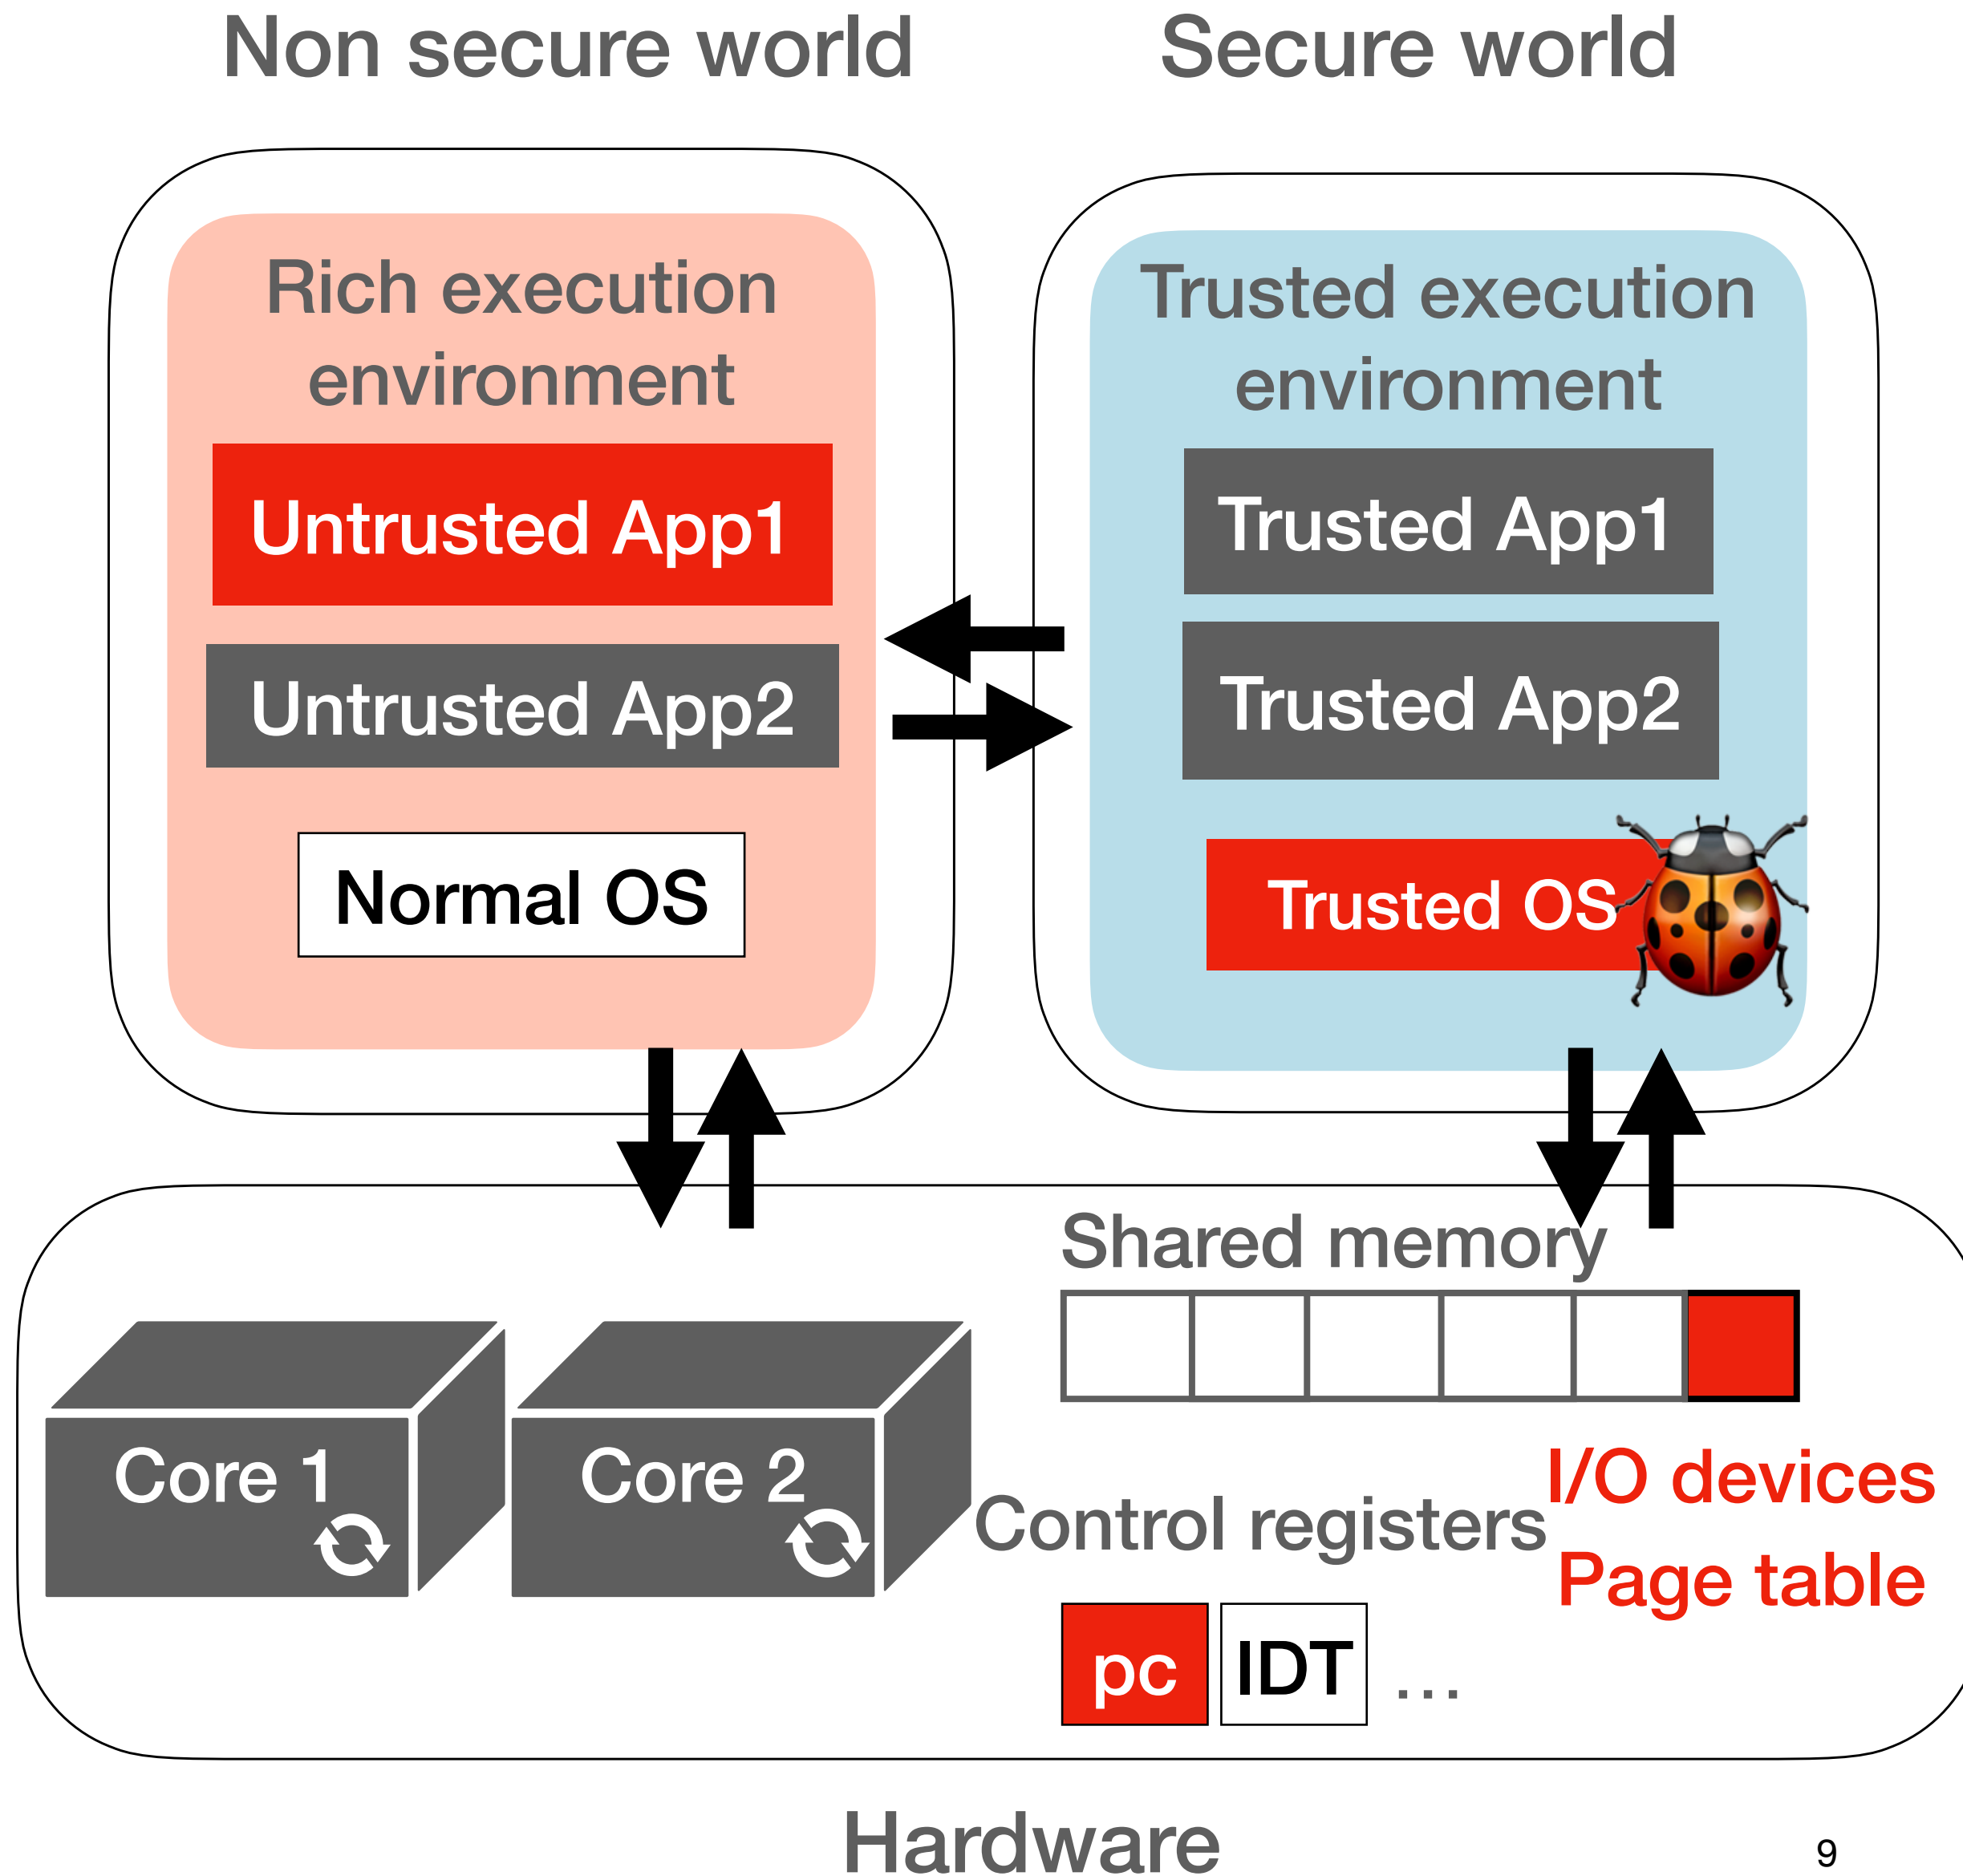 Non secure world
Secure world
Rich execution
environment
Untrusted App1
Untrusted App2
Normal OS
Trusted execution
environment
Trusted App1
Trusted App2
Trusted OS
Shared memory
Core 1
Core 2
Control registers
I/O devices
Page table
pc
IDT
...
Hardware
9